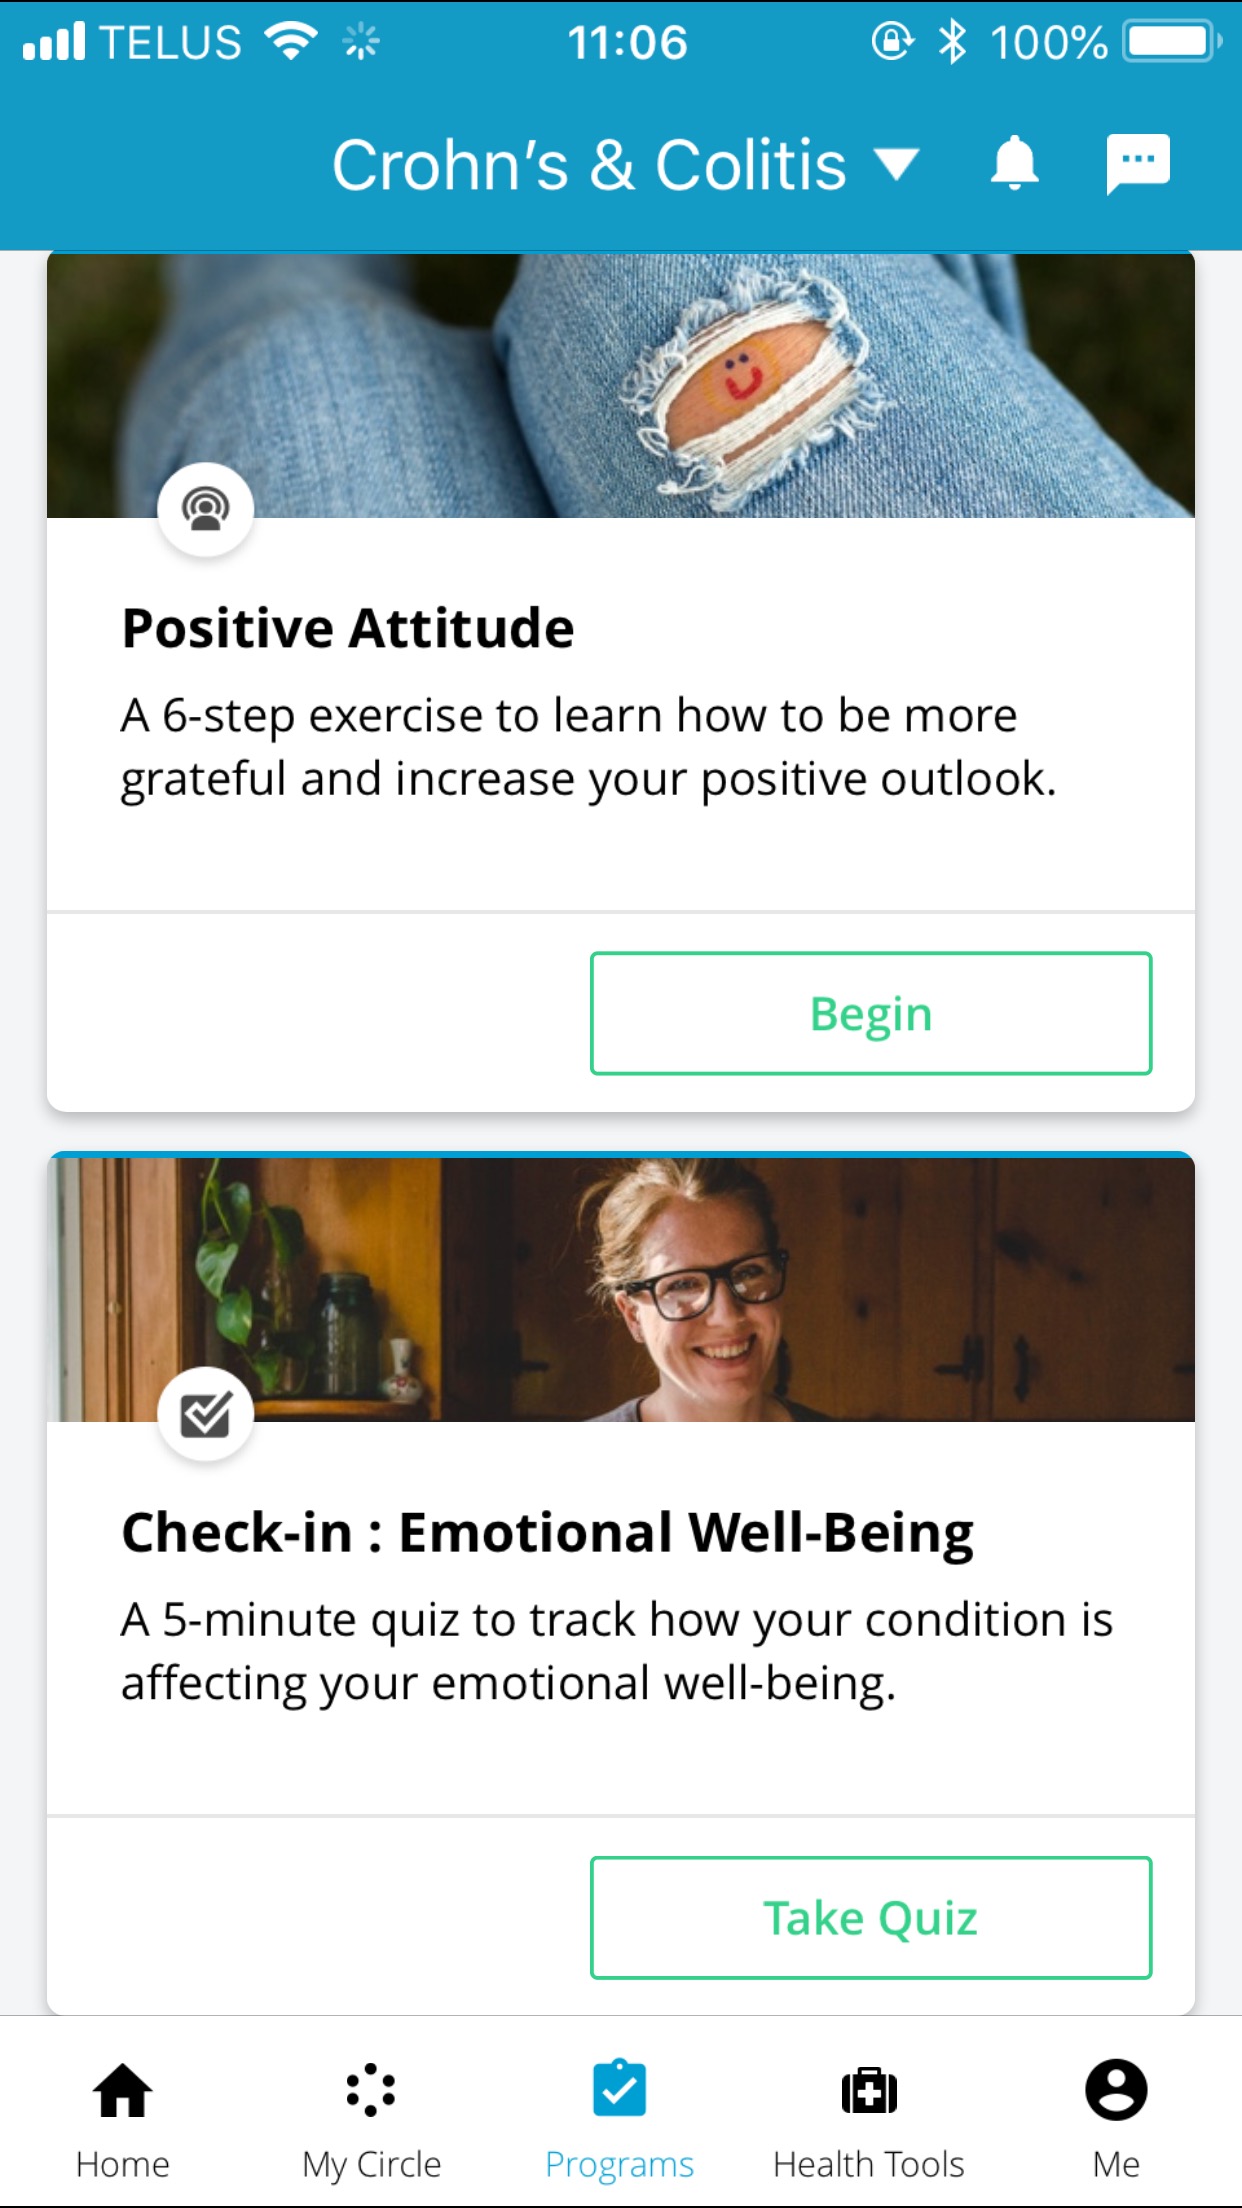 TELUS 11:06 100%
Crohn’s & Colitis
Positive Attitude
A 6-step exercise to learn how to be more
grateful and increase your positive outlook.
Begin
Check-in : Emotional Well-Being
A 5-minute quiz to track how your condition is
affecting your emotional well-being.
Take Quiz
Home My Circle Programs Health Tools Me